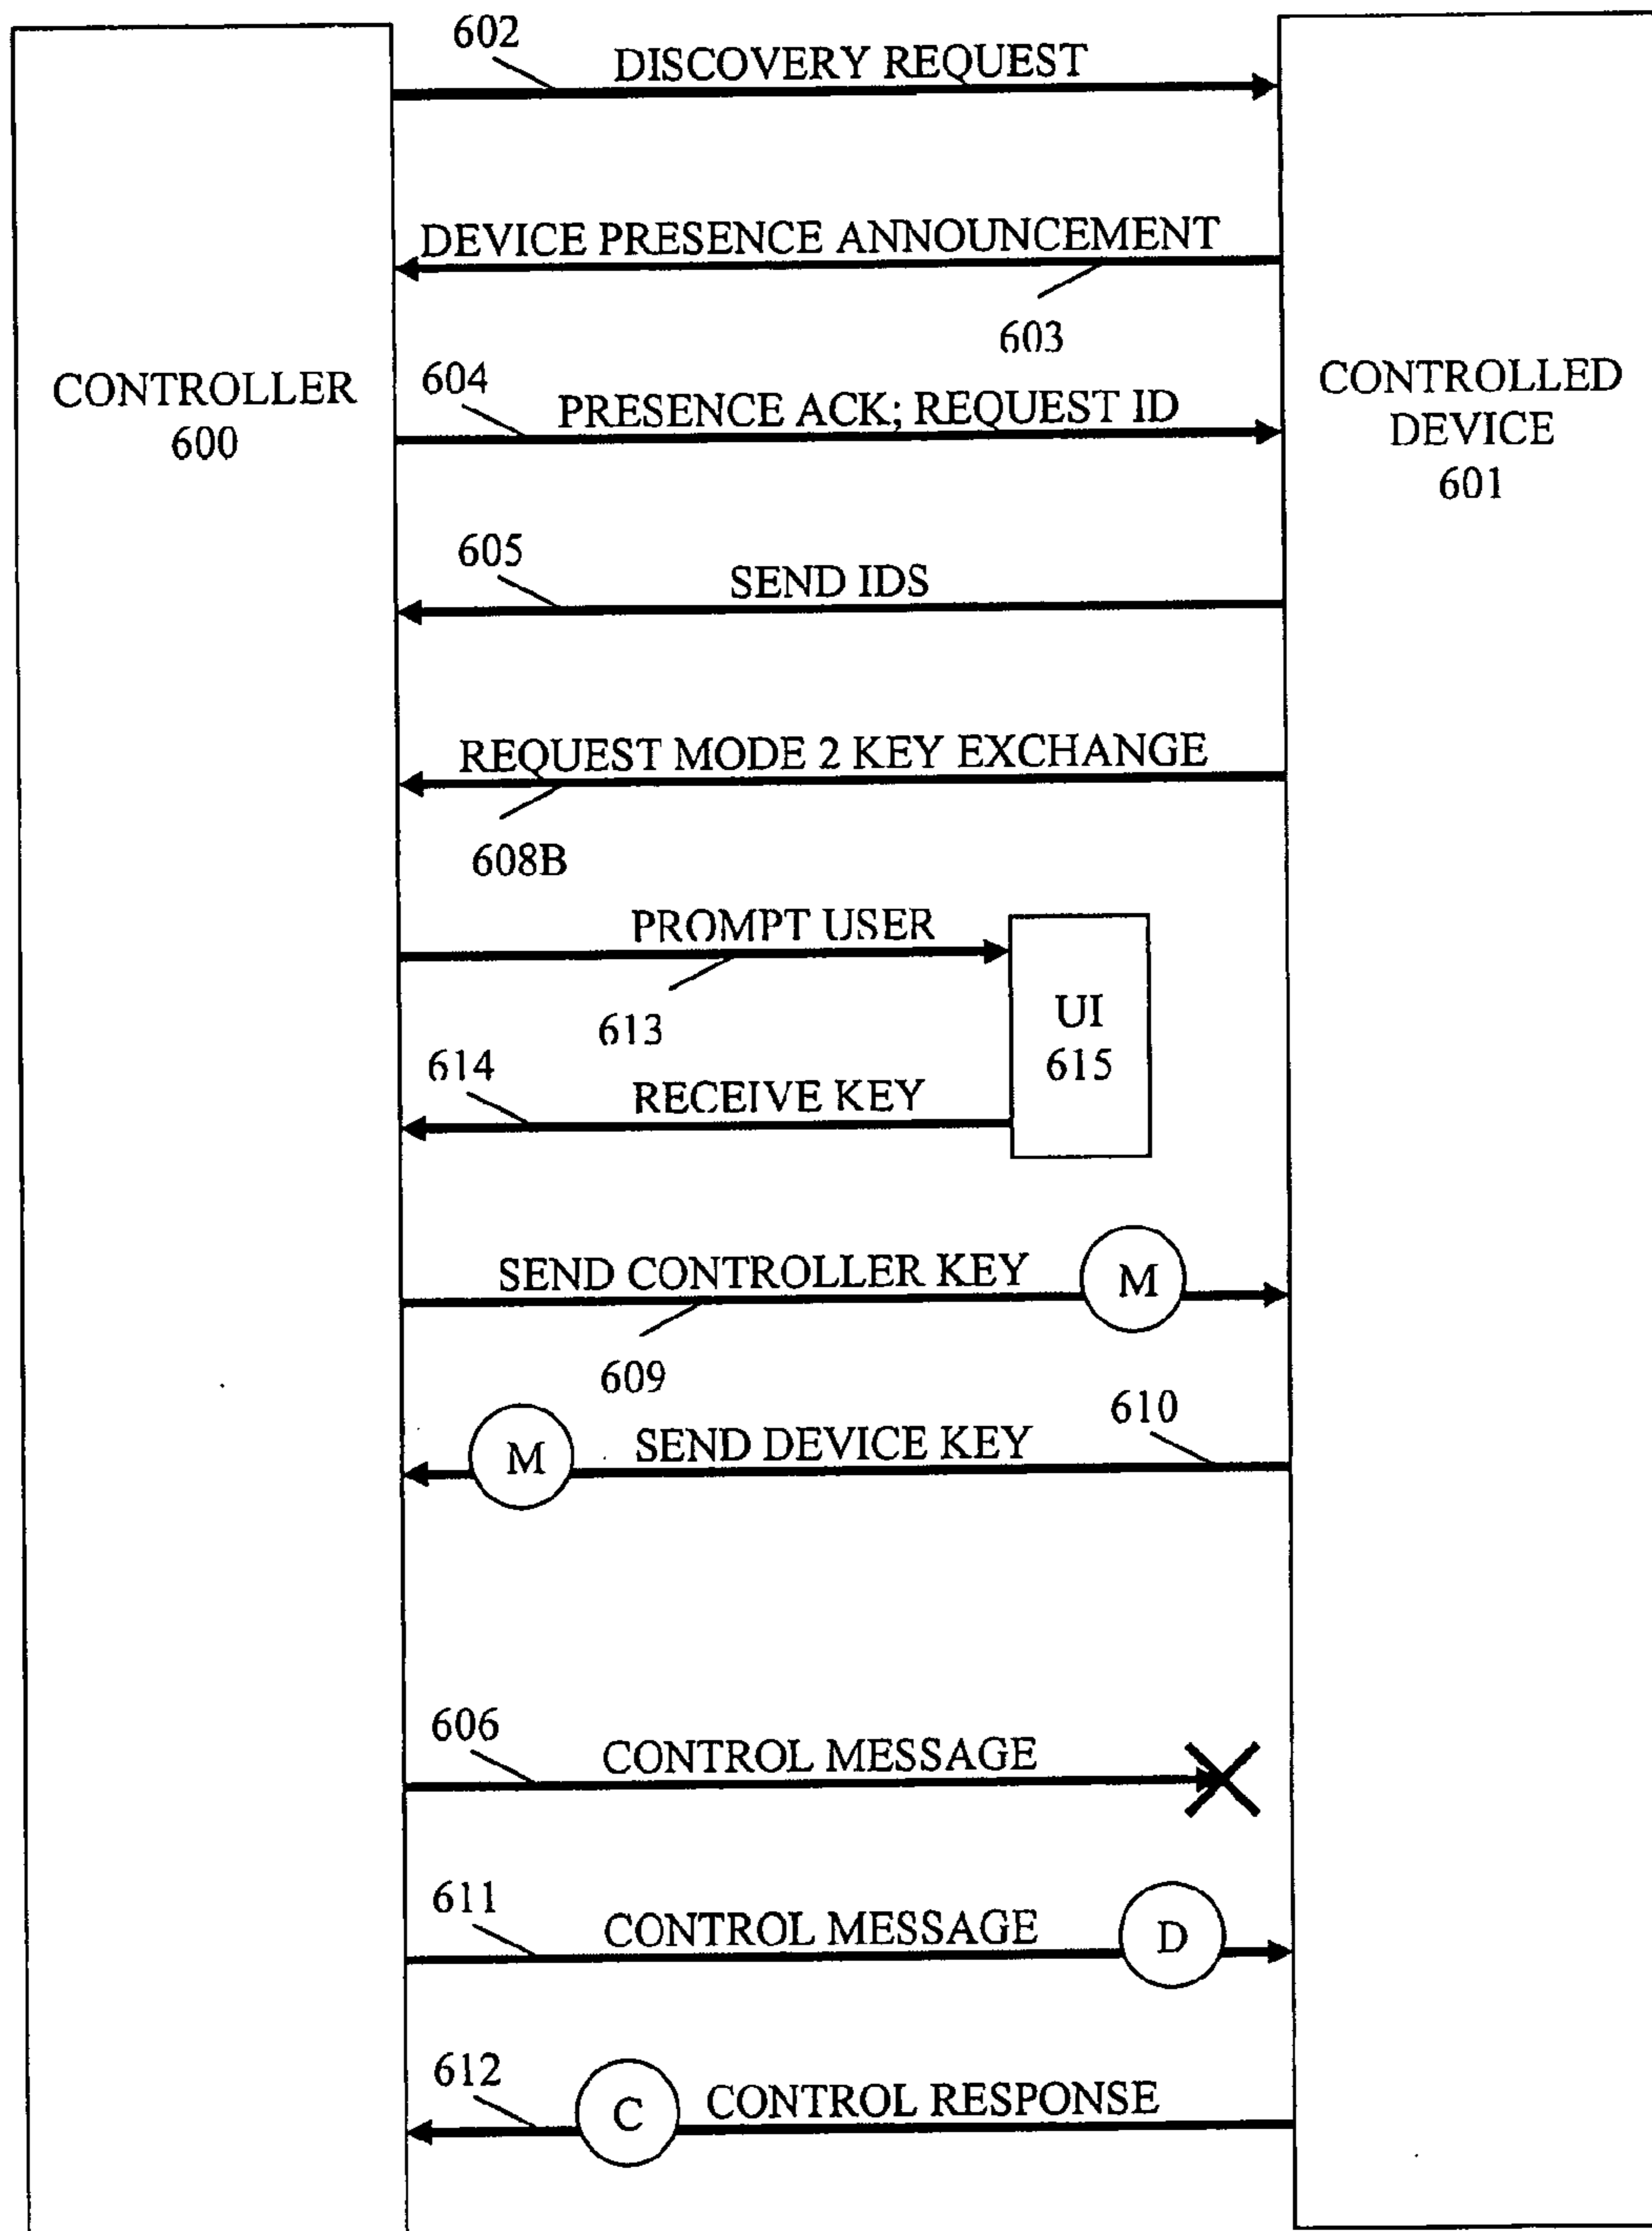 602
DISCOVERY REQUEST
DEVICE PRESENCE ANNOUNCEMENT
603
CONTROLLER
600
CONTROLLED
DEVICE
601
604
PRESENCE ACK; REQUEST ID
605
SEND IDS
REQUEST MODE 2 KEY EXCHANGE
608B
PROMPT USER
613
UI
615
614
RECEIVE KEY
SEND CONTROLLER KEY
M
609
610
M
SEND DEVICE KEY
606
CONTROL MESSAGE
611
CONTROL MESSAGE
D
612
C
CONTROL RESPONSE